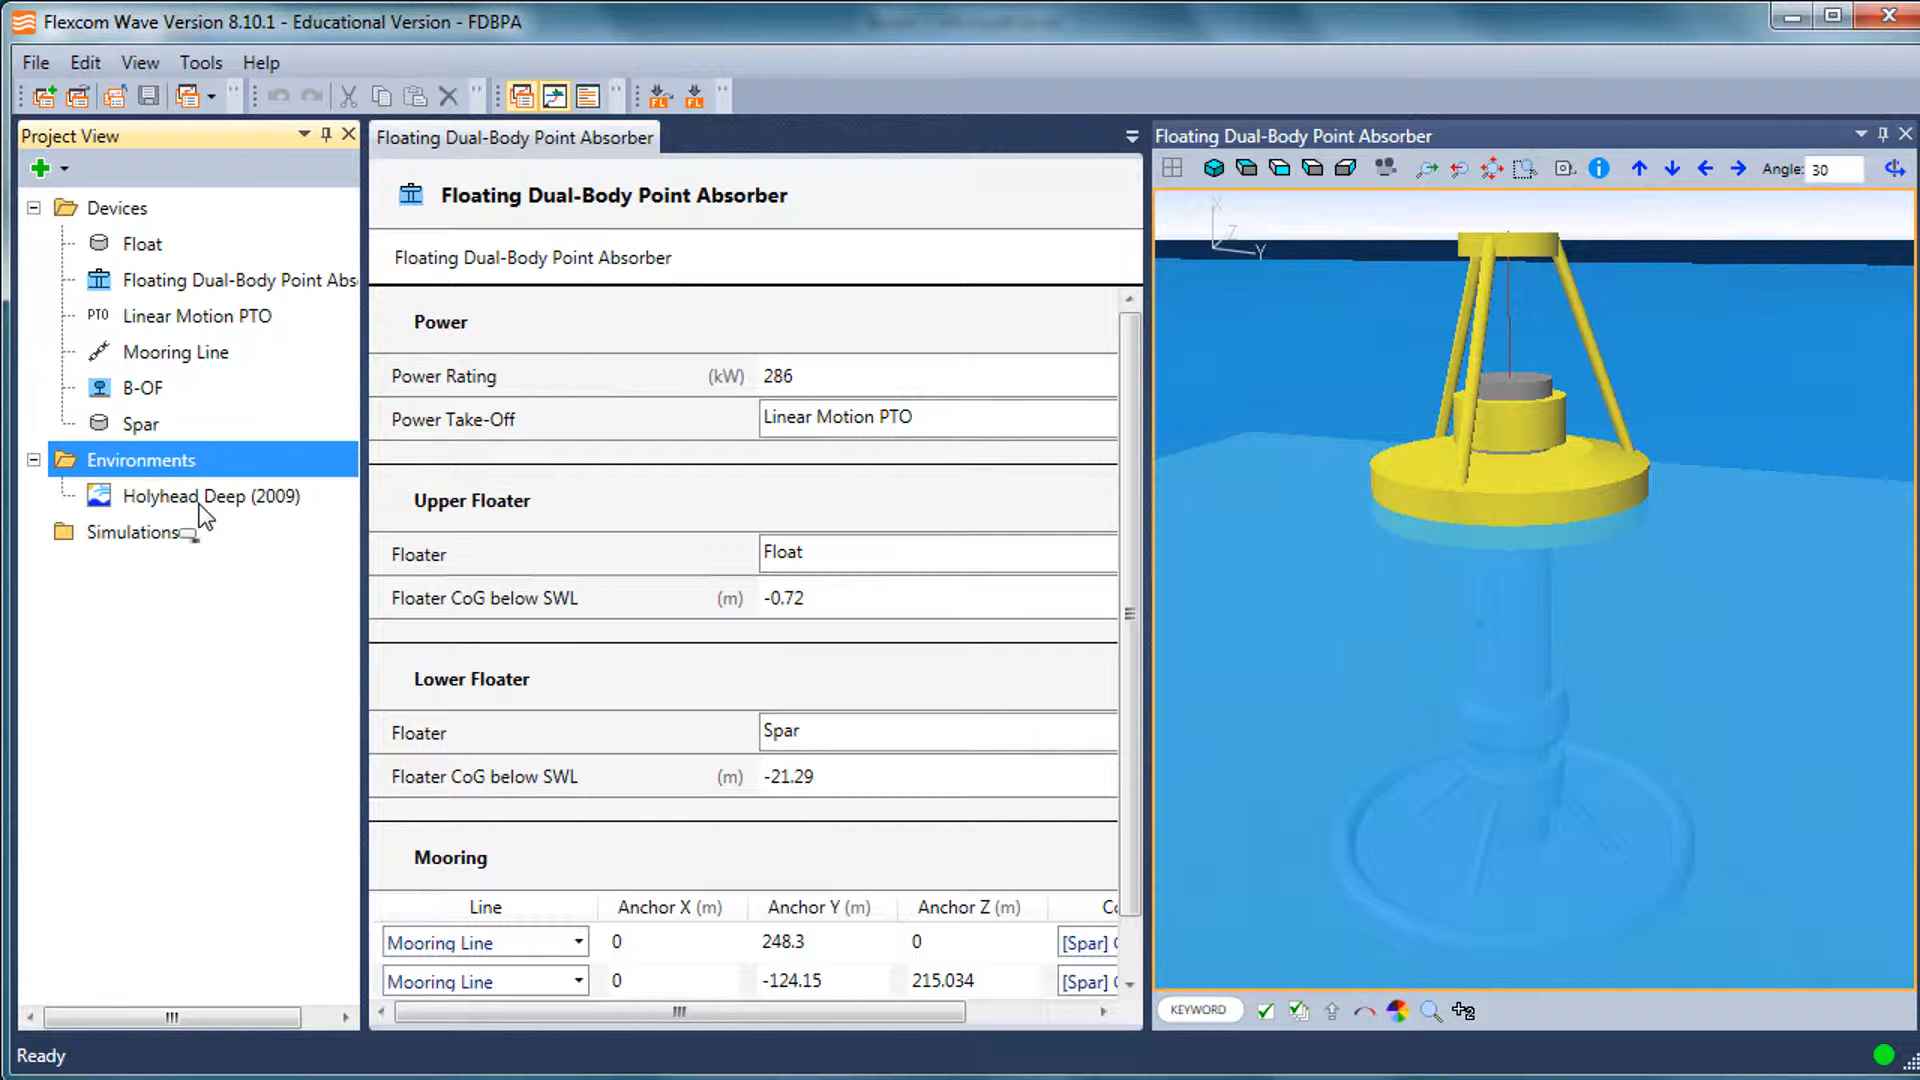 Flexcom Wave Version 8.10.1 - Educational Version - FDBPA
File Edit View Tools Help
Project View
Devices
Float
Floating Dual-Body Point Abs
PTO Linear Motion PTO
Mooring Line
B-OF
Spar
Environments
Holyhead Deep (2009)
Simulations
Floating Dual-Body Point Absorber
Floating Dual-Body Point Absorber
Floating Dual-Body Point Absorber
Power
Power Rating (kW) 286
Power Take-Off Linear Motion PTO
Upper Floater
Floater Float
Floater CoG below SWL (m) -0.72
Lower Floater
Floater Spar
Floater CoG below SWL (m) -21.29
Mooring
Line Anchor X (m) Anchor Y (m) Anchor Z (m) Co
Mooring Line 0 248.3 0 [Spar] C
Mooring Line 0 -124.15 215.034 [Spar] C
Floating Dual-Body Point Absorber
Angle: 30
X
Z
Y
KEYWORD
Ready